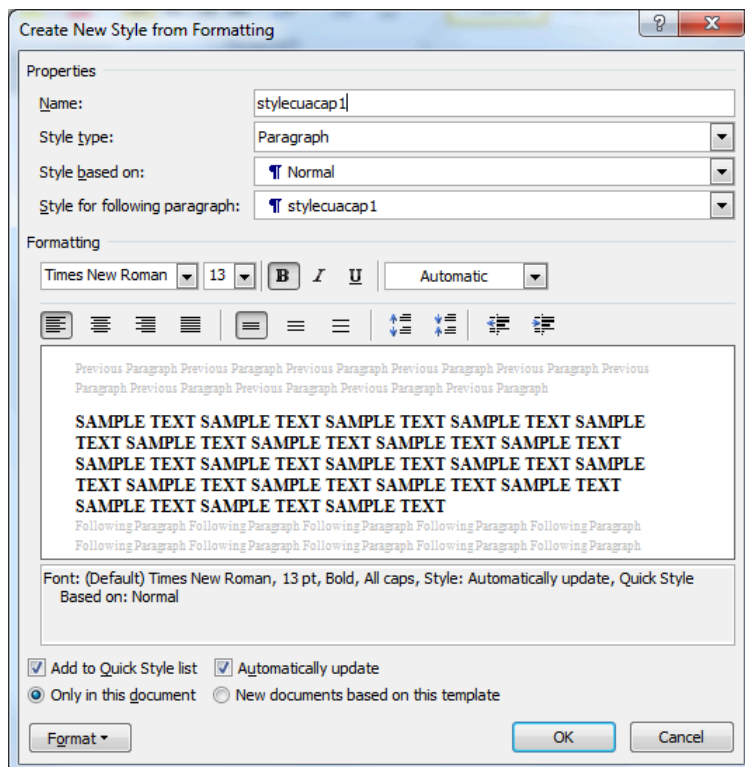 Create New Style from Formatting
Properties
Name: stylecuacap1
Style type: Paragraph
Style based on: ¶ Normal
Style for following paragraph: ¶ stylecuacap1
Formatting
Times New Roman 13 B I U Automatic
Previous Paragraph Previous Paragraph Previous Paragraph Previous Paragraph Previous Paragraph Previous
Paragraph Previous Paragraph Previous Paragraph Previous Paragraph Previous Paragraph
SAMPLE TEXT SAMPLE TEXT SAMPLE TEXT SAMPLE TEXT SAMPLE
TEXT SAMPLE TEXT SAMPLE TEXT SAMPLE TEXT SAMPLE TEXT
SAMPLE TEXT SAMPLE TEXT SAMPLE TEXT SAMPLE TEXT SAMPLE
TEXT SAMPLE TEXT SAMPLE TEXT SAMPLE TEXT SAMPLE TEXT
SAMPLE TEXT SAMPLE TEXT SAMPLE TEXT
Following Paragraph Following Paragraph Following Paragraph Following Paragraph Following Paragraph
Following Paragraph Following Paragraph Following Paragraph Following Paragraph Following Paragraph
Font: (Default) Times New Roman, 13 pt, Bold, All caps, Style: Automatically update, Quick Style
Based on: Normal
Add to Quick Style list Automatically update
Only in this document New documents based on this template
Format OK Cancel